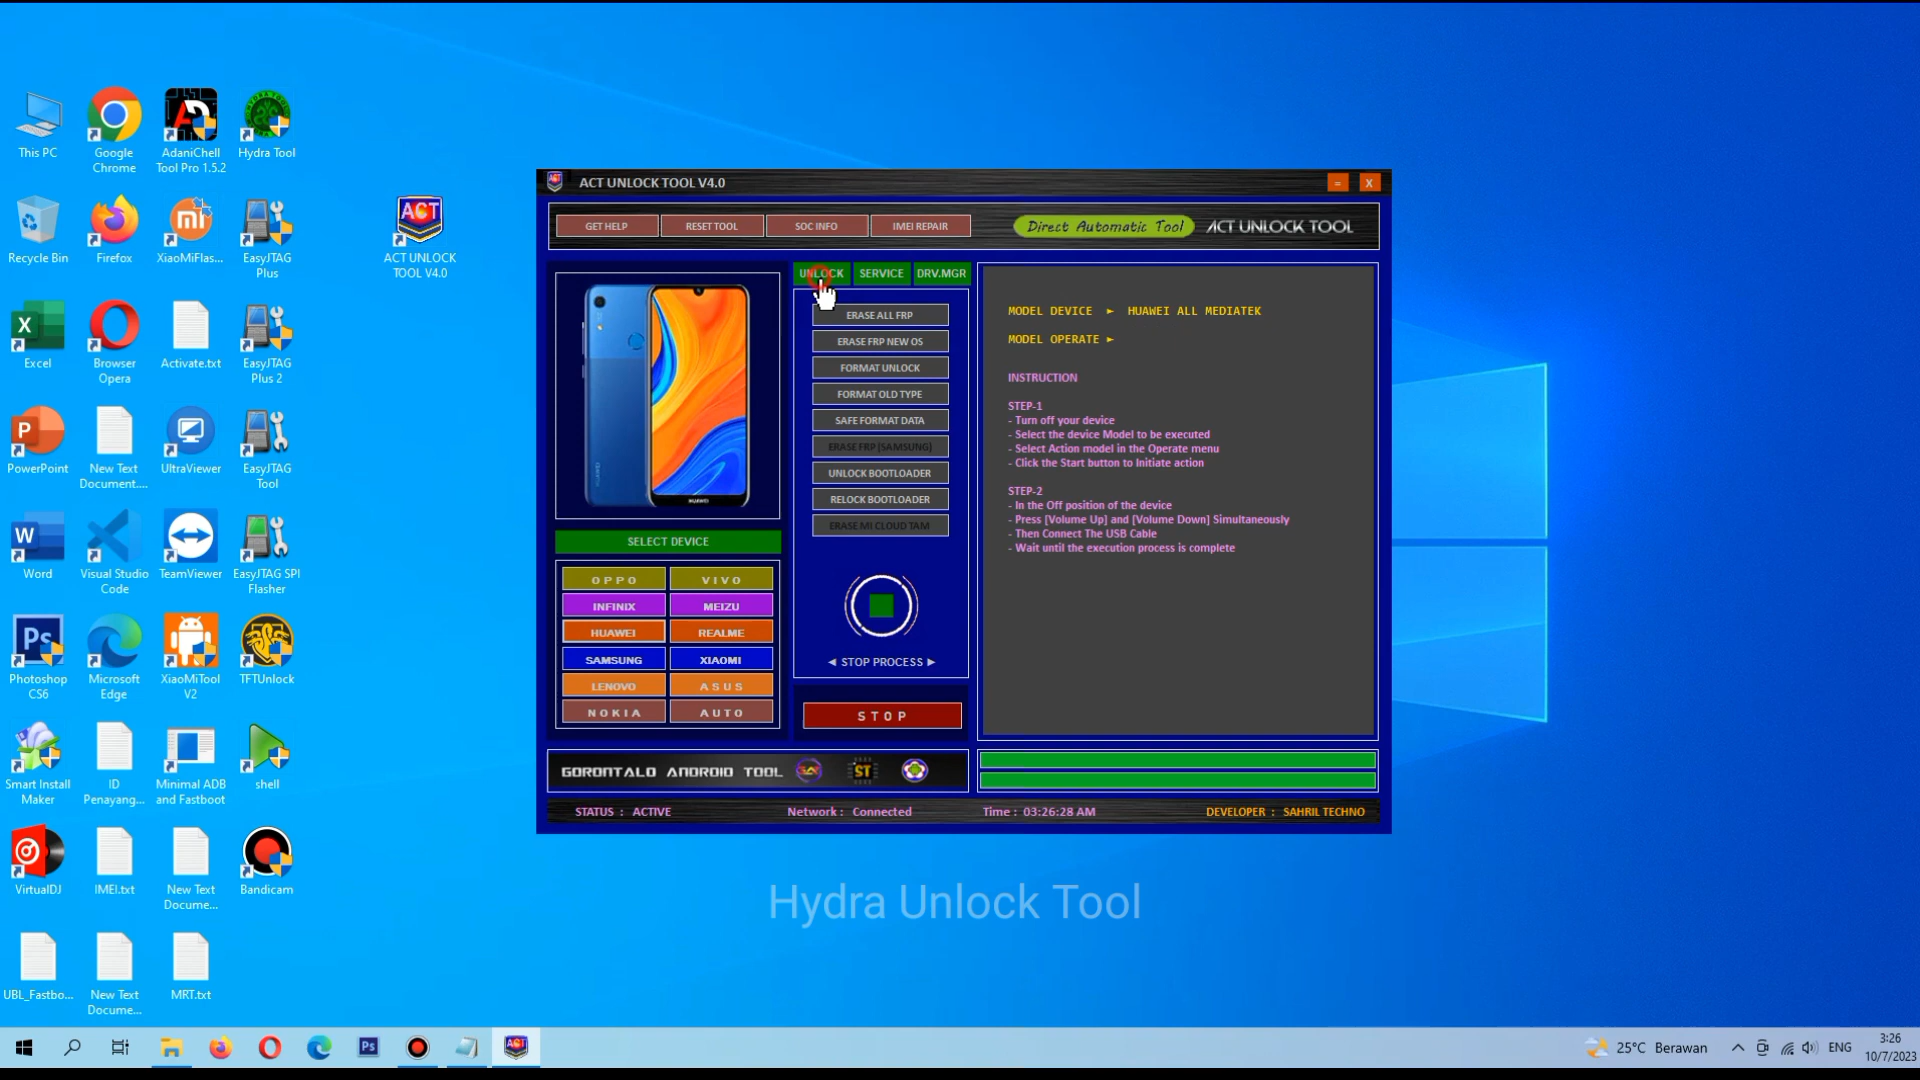 This PC
Google
Chrome
AdaniChell
Tool Pro 1.5.2
Hydra Tool
Recycle Bin
Firefox
XiaoMiFlas...
EasyJTAG
Plus
ACT UNLOCK
TOOL V4.0
Excel
Browser
Opera
Activate.txt
EasyJTAG
Plus 2
PowerPoint
New Text
Document....
UltraViewer
EasyJTAG
Tool
Word
Visual Studio
Code
TeamViewer
EasyJTAG SPI
Flasher
Photoshop
CS6
Microsoft
Edge
XiaoMiTool
V2
TFTUnlock
Smart Install
Maker
ID
Penayang...
Minimal ADB
and Fastboot
shell
VirtualDJ
IMEI.txt
New Text
Docume...
Bandicam
UBL_Fastbo...
New Text
Docume...
MRT.txt
ACT UNLOCK TOOL V4.0
= X
GET HELP RESET TOOL SOC INFO IMEI REPAIR
Direct Automatic Tool ACT UNLOCK TOOL
UNLOCK SERVICE DRV.MGR
ERASE ALL FRP
ERASE FRP NEW OS
FORMAT UNLOCK
FORMAT OLD TYPE
SAFE FORMAT DATA
ERASE FRP [SAMSUNG]
UNLOCK BOOTLOADER
RELOCK BOOTLOADER
ERASE MI CLOUD TAM
◄ STOP PROCESS ►
STOP
HUAWEI
SELECT DEVICE
OPPO VIVO
INFINIX MEIZU
HUAWEI REALME
SAMSUNG XIAOMI
LENOVO ASUS
NOKIA AUTO
MODEL DEVICE ► HUAWEI ALL MEDIATEK
MODEL OPERATE ►
INSTRUCTION
STEP-1
- Turn off your device
- Select the device Model to be executed
- Select Action model in the Operate menu
- Click the Start button to Initiate action
STEP-2
- In the Off position of the device
- Press [Volume Up] and [Volume Down] Simultaneously
- Then Connect The USB Cable
- Wait until the execution process is complete
GORONTALO ANDROID TOOL ST
STATUS : ACTIVE Network : Connected Time : 03:26:28 AM DEVELOPER : SAHRIL TECHNO
Hydra Unlock Tool
25°C Berawan ENG
3:26
10/7/2023